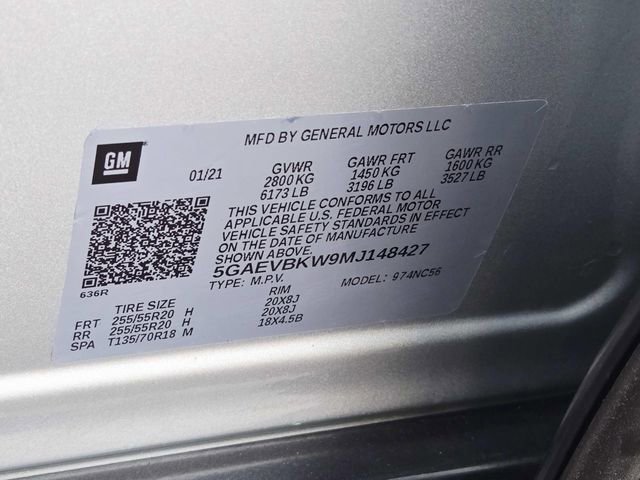 GM
MFD BY GENERAL MOTORS LLC
01/21
GVWR GAWR FRT GAWR RR
2800 KG 1450 KG 1600 KG
6173 LB 3196 LB 3527 LB
THIS VEHICLE CONFORMS TO ALL
APPLICABLE U.S. FEDERAL MOTOR
VEHICLE SAFETY STANDARDS IN EFFECT
ON THE DATE OF MANUFACTURE
SHOWN ABOVE.
5GAEVBKW9MJ148427
TYPE: M.P.V. MODEL: 974NC56
636R
TIRE SIZE RIM
FRT 255/55R20 H 20X8J
RR 255/55R20 H 20X8J
SPA T135/70R18 M 18X4.5B